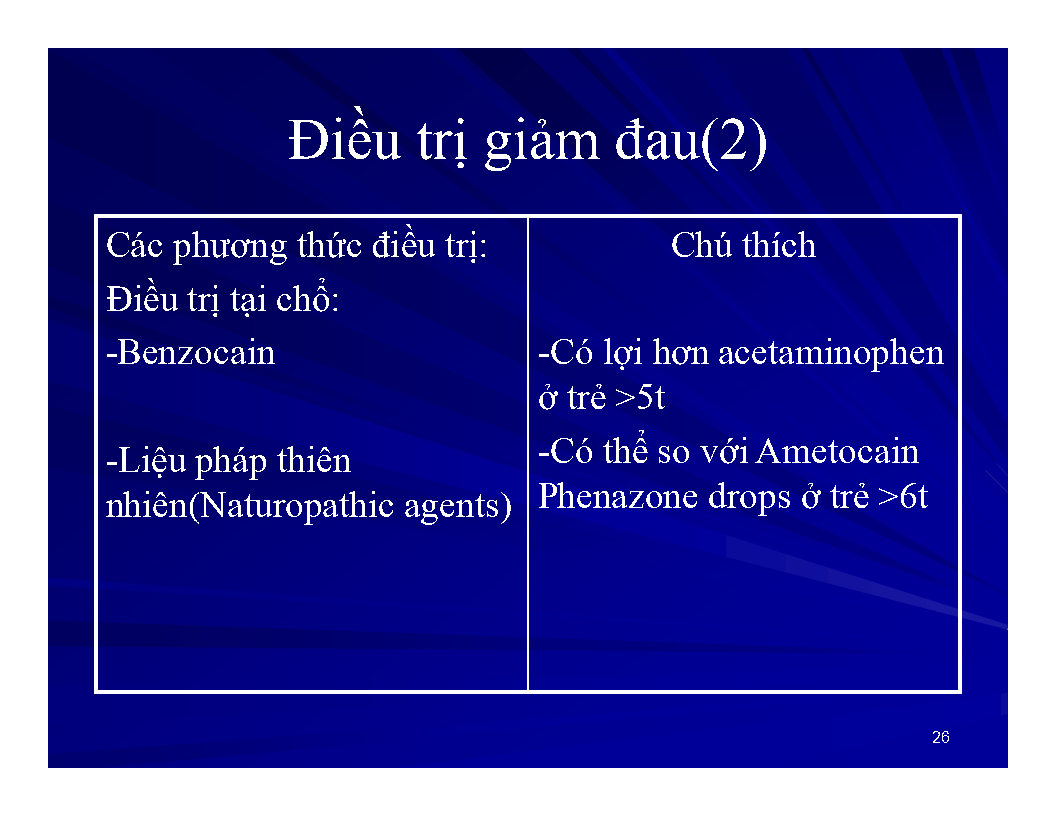 Điều trị giảm đau(2)
Các phương thức điều trị:
Điều trị tại chổ:
-Benzocain
-Liệu pháp thiên
nhiên(Naturopathic agents)
Chú thích
-Có lợi hơn acetaminophen
ở trẻ >5t
-Có thể so với Ametocain
Phenazone drops ở trẻ >6t
26